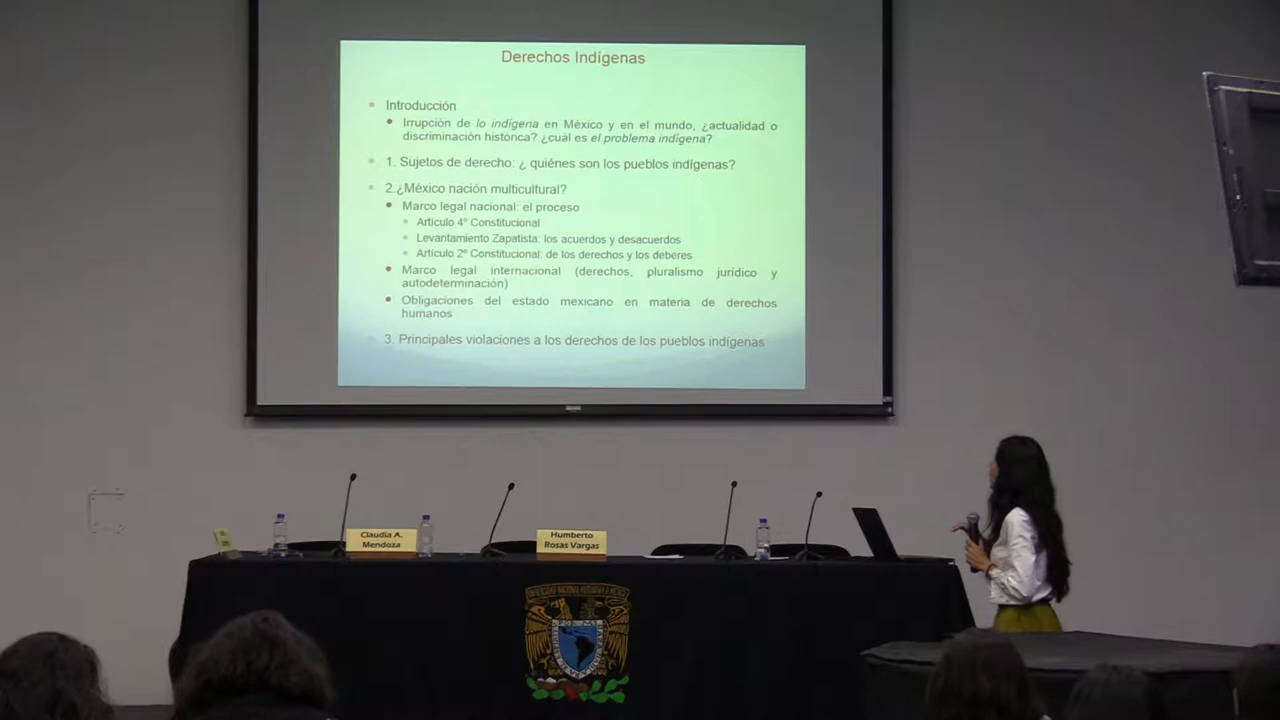 Derechos Indígenas
Introducción
Irrupción de lo indígena en México y en el mundo, ¿actualidad o
discriminación histórica? ¿cuál es el problema indígena?
1. Sujetos de derecho: ¿ quiénes son los pueblos indígenas?
2.¿México nación multicultural?
Marco legal nacional: el proceso
Artículo 4º Constitucional
Levantamiento Zapatista: los acuerdos y desacuerdos
Artículo 2º Constitucional: de los derechos y los deberes
Marco legal internacional (derechos, pluralismo jurídico y
autodeterminación)
Obligaciones del estado mexicano en materia de derechos
humanos
3. Principales violaciones a los derechos de los pueblos indígenas
Claudia A.
Mendoza
Humberto
Rosas Vargas